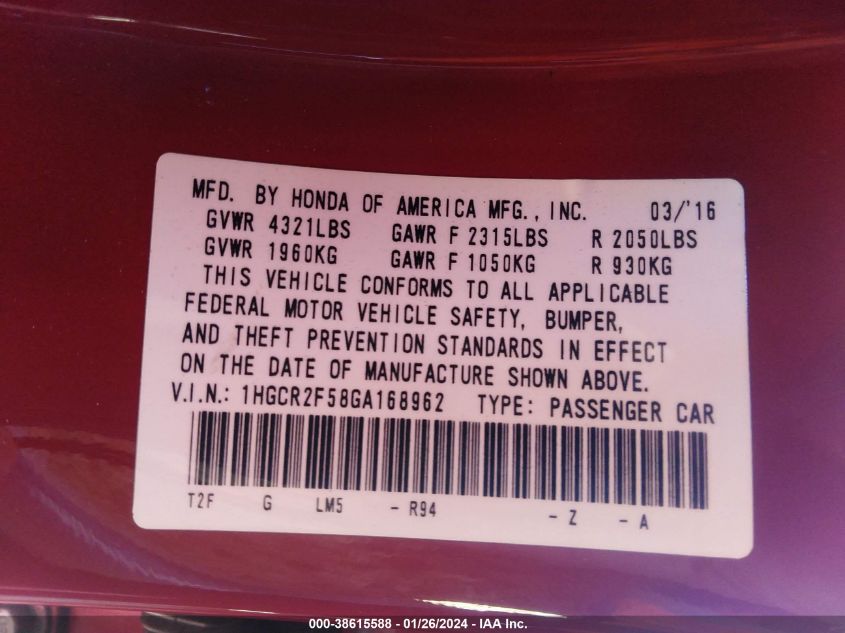 MFD. BY HONDA OF AMERICA MFG., INC. 03/'16
GVWR 4321LBS GAWR F 2315LBS R 2050LBS
GVWR 1960KG GAWR F 1050KG R 930KG
THIS VEHICLE CONFORMS TO ALL APPLICABLE
FEDERAL MOTOR VEHICLE SAFETY, BUMPER,
AND THEFT PREVENTION STANDARDS IN EFFECT
ON THE DATE OF MANUFACTURE SHOWN ABOVE.
V.I.N.: 1HGCR2F58GA168962 TYPE: PASSENGER CAR
T2F G LM5 - R94 - Z - A
000-38615588 - 01/26/2024 - IAA Inc.